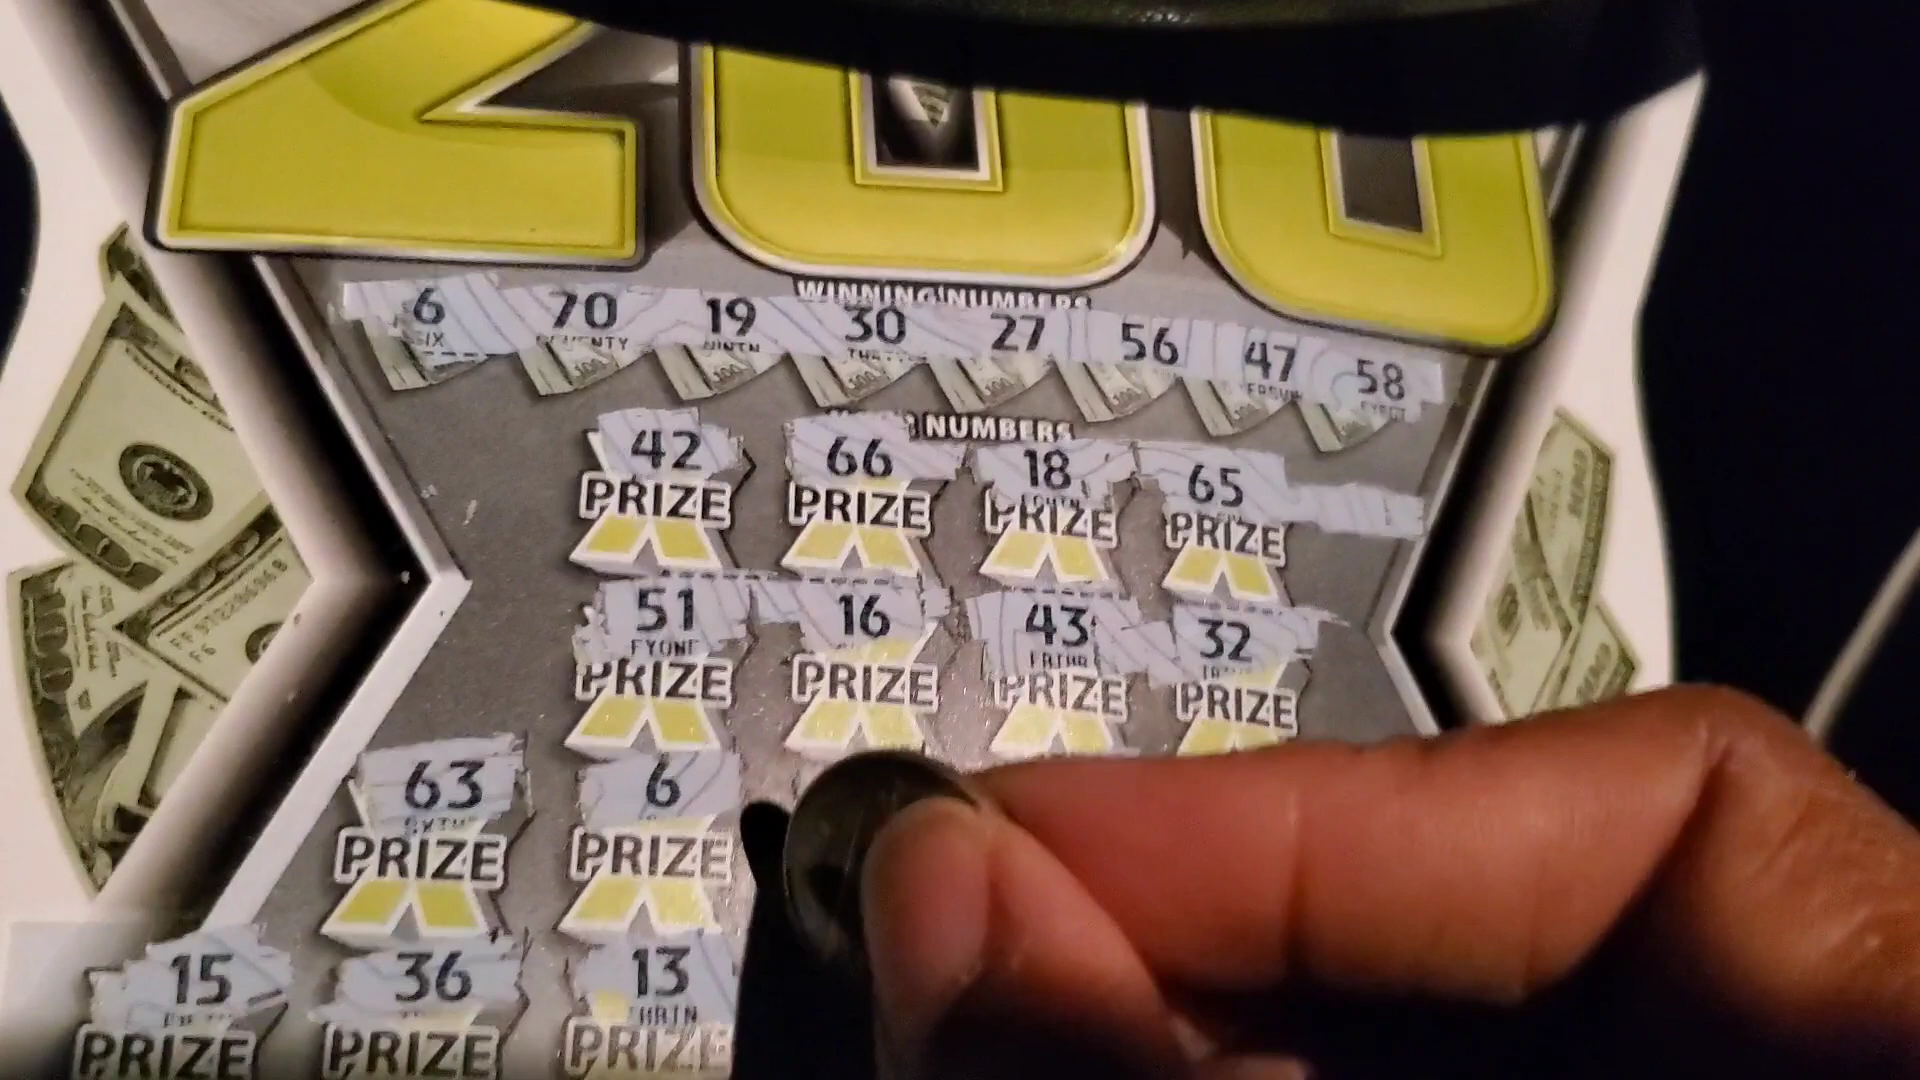 200
WINNING NUMBERS
6 70 19 30 27 56 47 58
SIX
NUMBERS
42 66 18 65
PRIZE PRIZE PRIZE PRIZE
51 16 43 32
FYONE
PRIZE PRIZE PRIZE PRIZE
63 6
PRIZE PRIZE
15 36 13
PRIZE PRIZE PRIZE